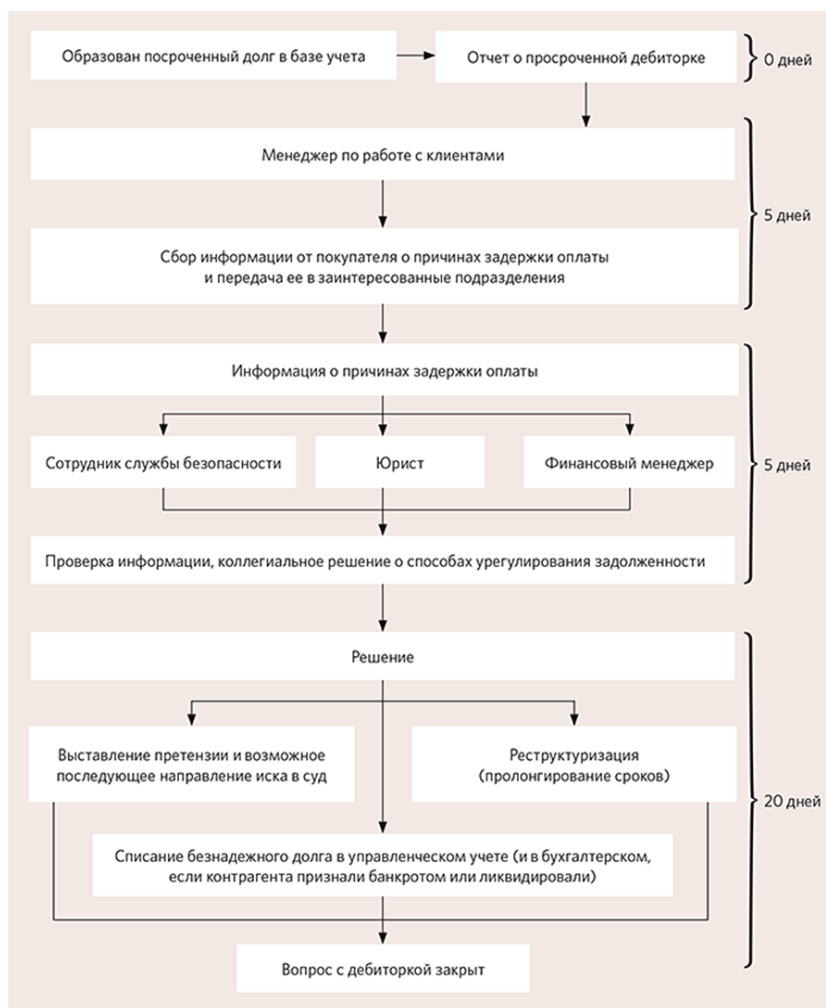 Образован посроченный долг в базе учета
Отчет о просроченной дебиторке
0 дней
Менеджер по работе с клиентами
5 дней
Сбор информации от покупателя о причинах задержки оплаты
и передача ее в заинтересованные подразделения
Информация о причинах задержки оплаты
Сотрудник службы безопасности
Юрист
Финансовый менеджер
5 дней
Проверка информации, коллегиальное решение о способах урегулирования задолженности
Решение
Выставление претензии и возможное
последующее направление иска в суд
Реструктуризация
(пролонгирование сроков)
20 дней
Списание безнадежного долга в управленческом учете (и в бухгалтерском,
если контрагента признали банкротом или ликвидировали)
Вопрос с дебиторкой закрыт